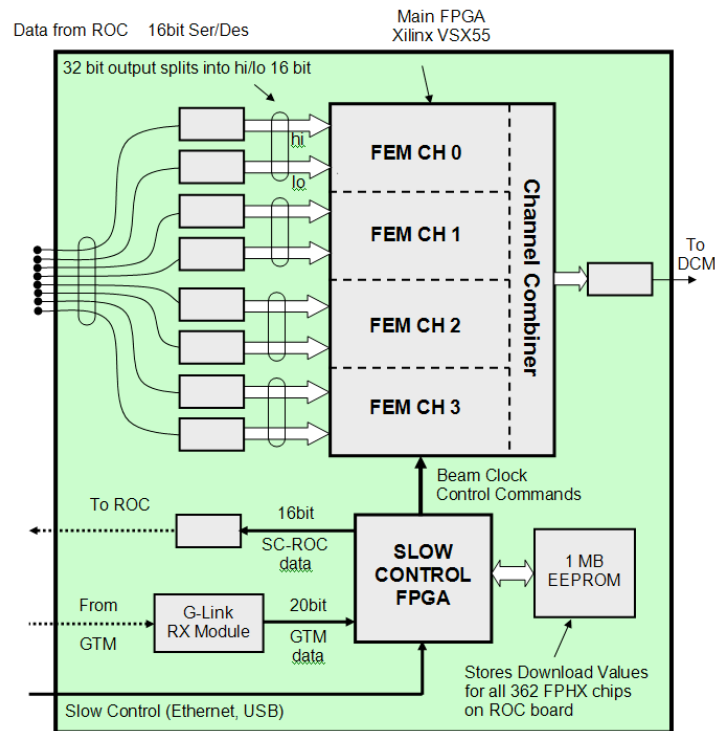 Data from ROC 16bit Ser/Des
Main FPGA
Xilinx VSX55
32 bit output splits into hi/lo 16 bit
hi
lo
FEM CH 0
FEM CH 1
FEM CH 2
FEM CH 3
Channel Combiner
To
DCM
Beam Clock
Control Commands
To ROC
16bit
SC-ROC
data
SLOW
CONTROL
FPGA
1 MB
EEPROM
From
GTM
G-Link
RX Module
20bit
GTM
data
Stores Download Values
for all 362 FPHX chips
on ROC board
Slow Control (Ethernet, USB)